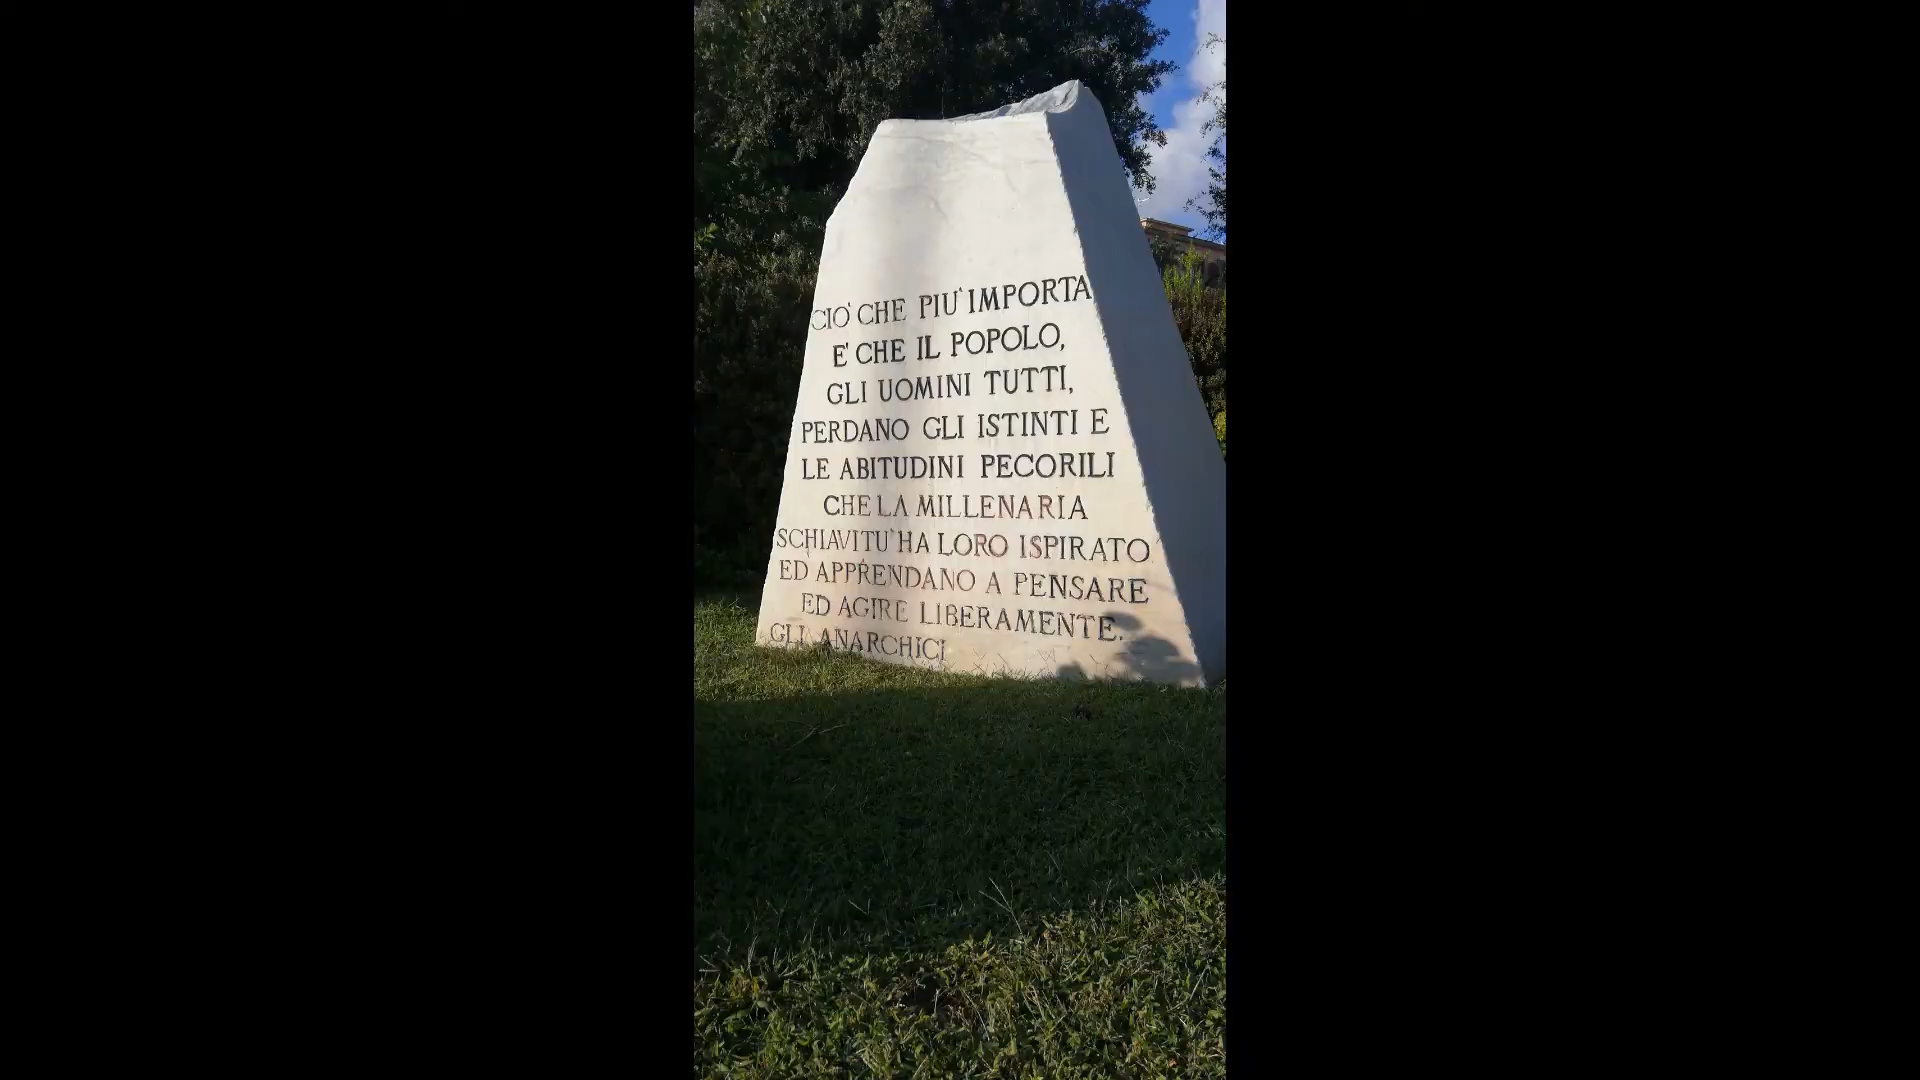 CIO' CHE PIU' IMPORTA
E' CHE IL POPOLO,
GLI UOMINI TUTTI,
PERDANO GLI ISTINTI E
LE ABITUDINI PECORILI
CHE LA MILLENARIA
SCHIAVITU' HA LORO ISPIRATO
ED APPRENDANO A PENSARE
ED AGIRE LIBERAMENTE.
GLI ANARCHICI